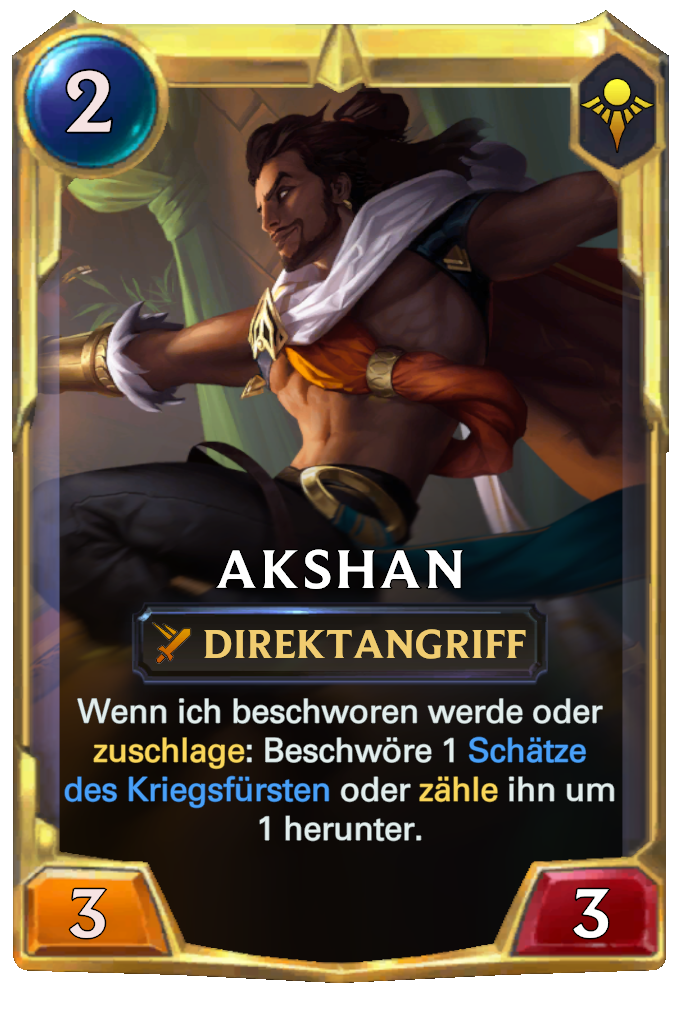 2
AKSHAN
DIREKTANGRIFF
Wenn ich beschworen werde oder
zuschlage: Beschwöre 1 Schätze
des Kriegsfürsten oder zähle ihn um
1 herunter.
3 3